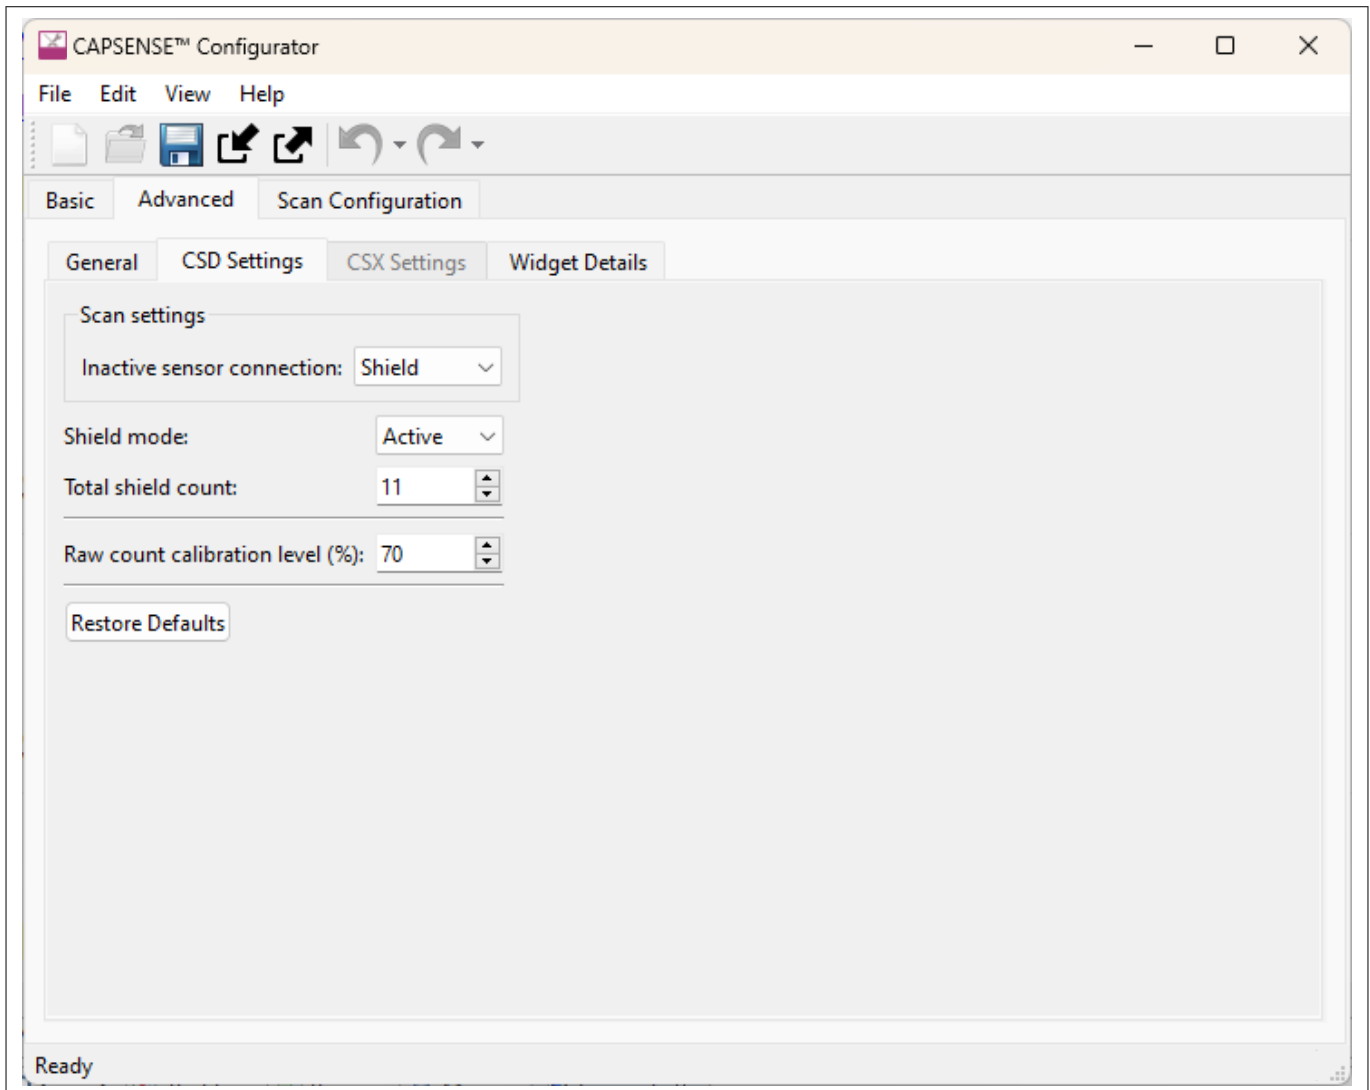 CAPSENSE™ Configurator
File Edit View Help
Basic Advanced Scan Configuration
General CSD Settings CSX Settings Widget Details
Scan settings
Inactive sensor connection: Shield
Shield mode: Active
Total shield count: 11
Raw count calibration level (%): 70
Restore Defaults
Ready